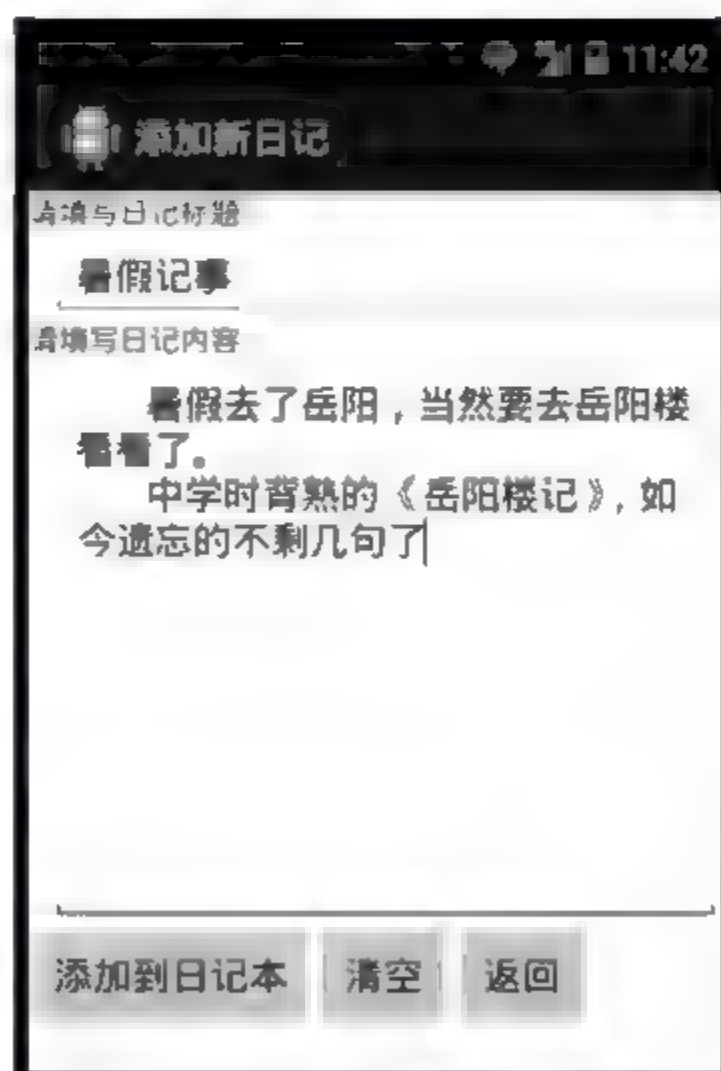 11:42
添加新日记
请填写日记标题
暑假记事
请填写日记内容
暑假去了岳阳，当然要去岳阳楼
看看了。
中学时背熟的《岳阳楼记》，如
今遗忘的不剩几句了
添加到日记本 清空 返回